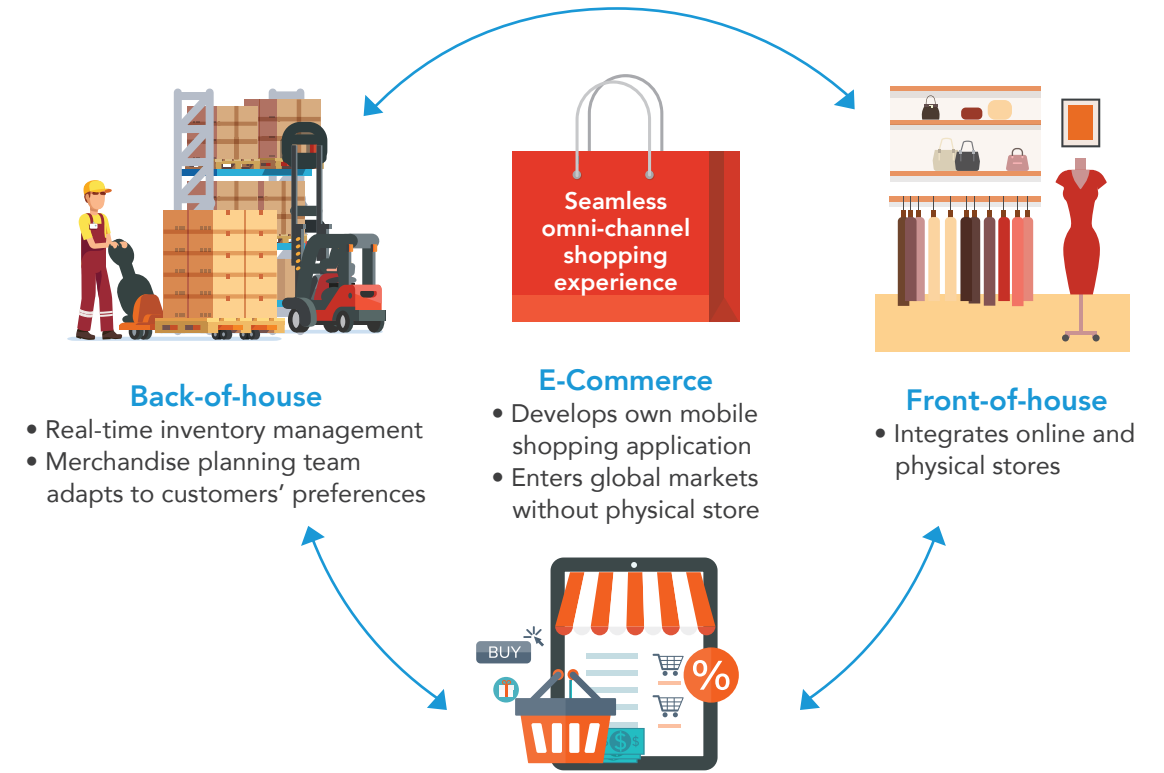 Seamless
omni-channel
shopping
experience
Back-of-house
• Real-time inventory management
• Merchandise planning team
adapts to customers’ preferences
E-Commerce
• Develops own mobile
shopping application
• Enters global markets
without physical store
Front-of-house
• Integrates online and
physical stores
BUY
%
$ $